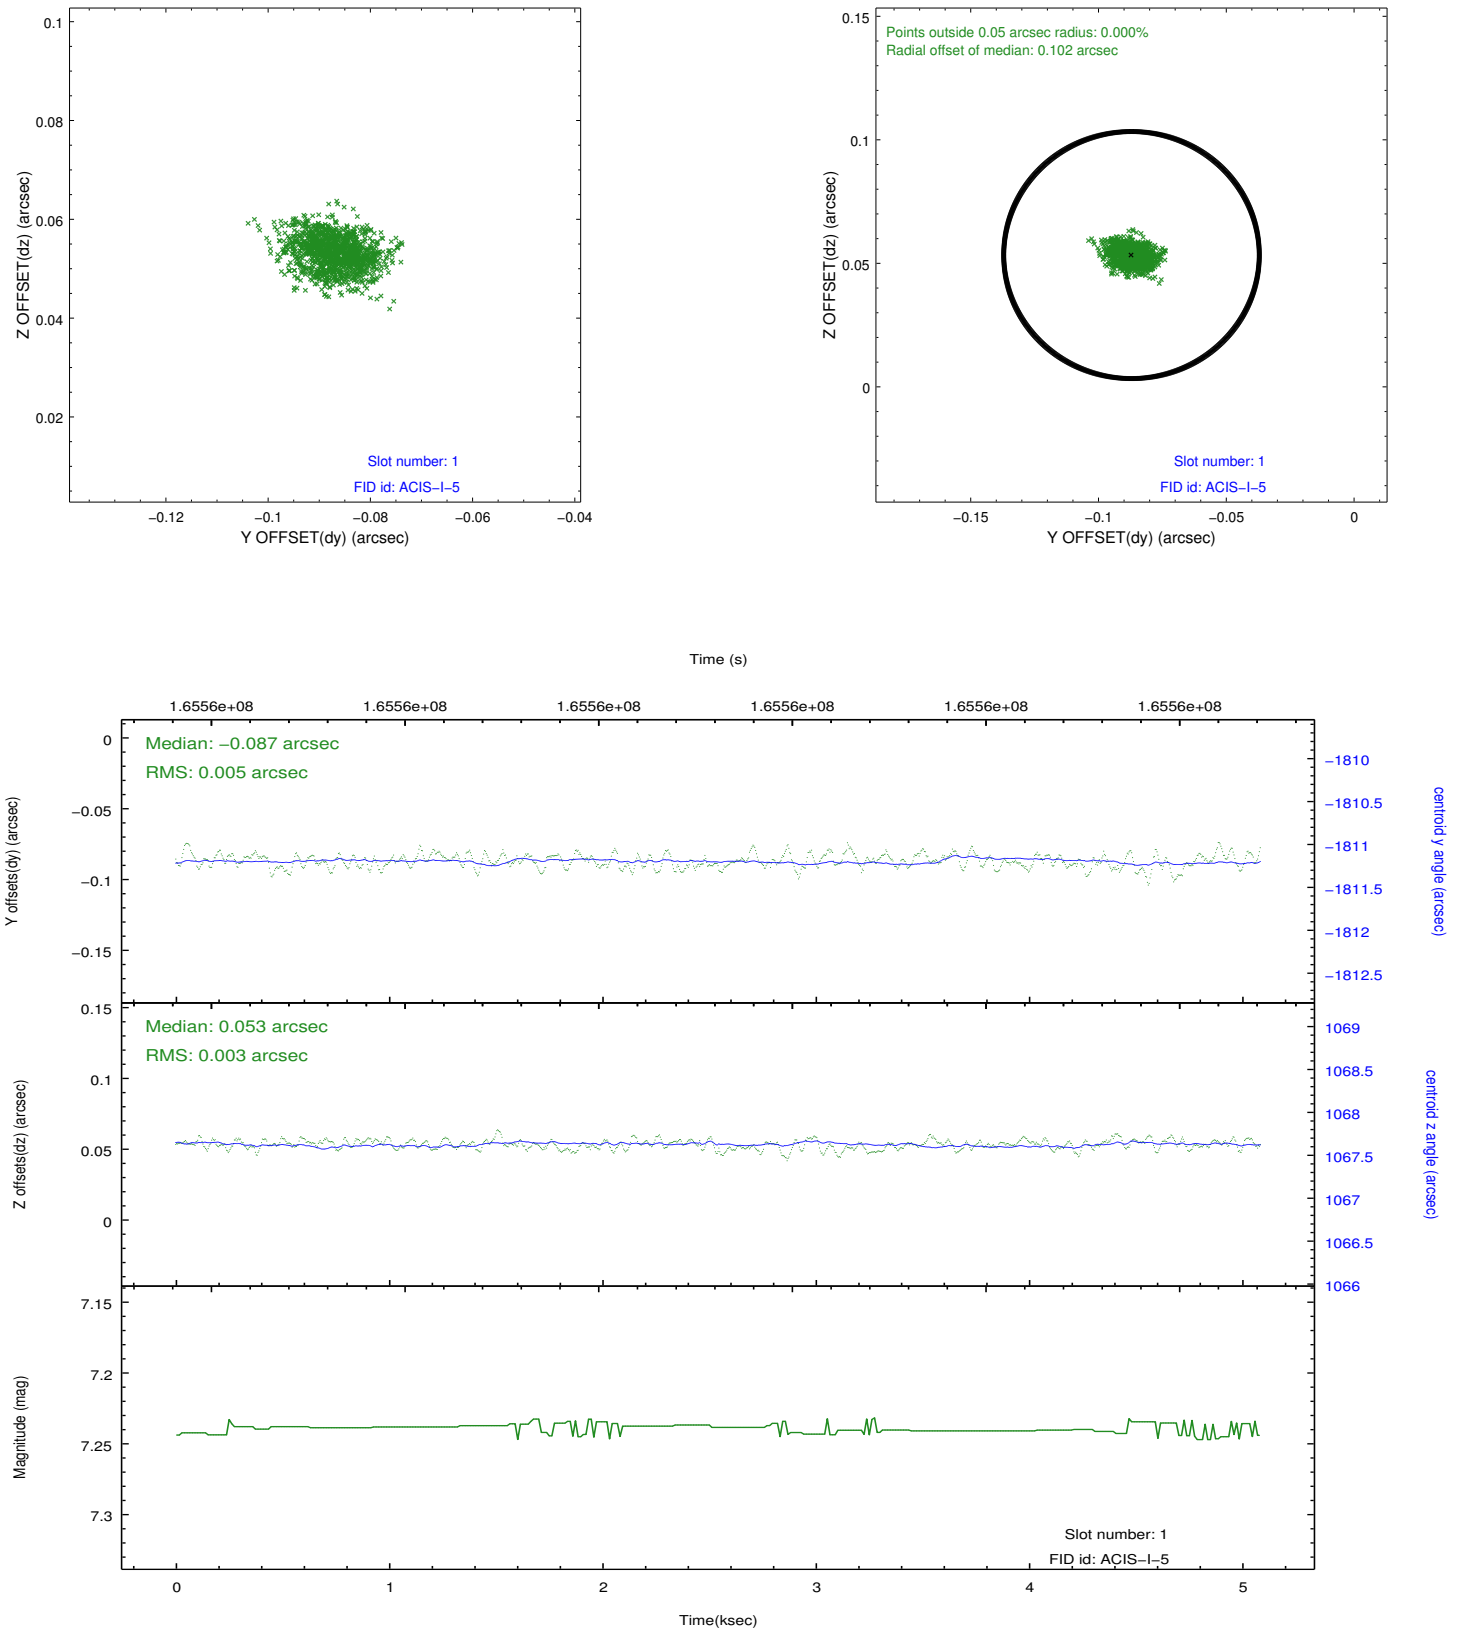 0.1
0.08
0.06
0.04
0.02
Z OFFSET(dz) (arcsec)
Slot number: 1
FID id: ACIS−I−5
−0.12 −0.1 −0.08 −0.06 −0.04
Y OFFSET(dy) (arcsec)
Points outside 0.05 arcsec radius: 0.000%
Radial offset of median: 0.102 arcsec
0.15
0.1
0.05
0
Z OFFSET(dz) (arcsec)
Slot number: 1
FID id: ACIS−I−5
−0.15 −0.1 −0.05 0
Y OFFSET(dy) (arcsec)
Time (s)
1.6556e+08 1.6556e+08 1.6556e+08 1.6556e+08 1.6556e+08 1.6556e+08
Median: −0.087 arcsec
RMS: 0.005 arcsec
0
−0.05
−0.1
−0.15
Y offsets(dy) (arcsec)
−1810
−1810.5
−1811
−1811.5
−1812
−1812.5
centroid y angle (arcsec)
Median: 0.053 arcsec
RMS: 0.003 arcsec
0.15
0.1
0.05
0
Z offsets(dz) (arcsec)
1069
1068.5
1068
1067.5
1067
1066.5
1066
centroid z angle (arcsec)
7.15
7.2
7.25
7.3
Magnitude (mag)
Slot number: 1
FID id: ACIS−I−5
0 1 2 3 4 5
Time(ksec)